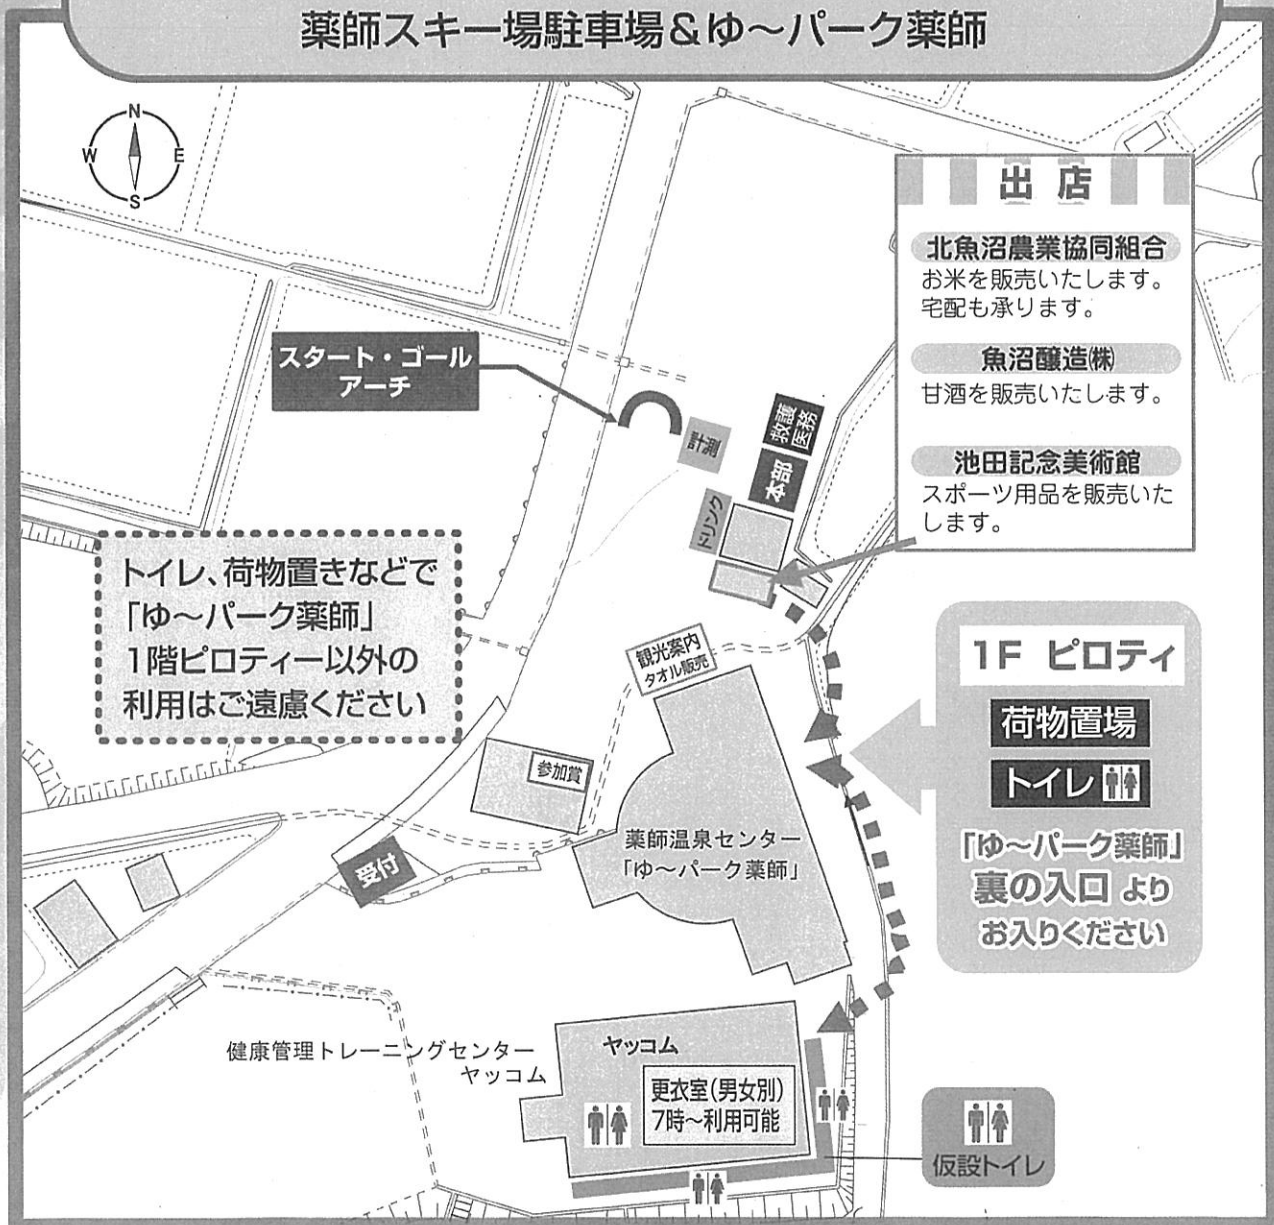 薬師スキー場駐車場&ゆ〜パーク薬師
N
W
E
S
出店
北魚沼農業協同組合
お米を販売いたします。
宅配も承ります。
魚沼醸造㈱
甘酒を販売いたします。
池田記念美術館
スポーツ用品を販売いた
します。
スタート・ゴール
アーチ
救護
医務
本部
ドリンク
トイレ、荷物置きなどで
「ゆ〜パーク薬師」
1階ピロティー以外の
利用はご遠慮ください
観光案内
タオル販売
1F ピロティ
荷物置場
トイレ
「ゆ〜パーク薬師」
裏の入口 より
お入りください
参加賞
薬師温泉センター
「ゆ〜パーク薬師」
受付
健康管理トレーニングセンター
ヤッコム
ヤッコム
更衣室(男女別)
7時〜利用可能
仮設トイレ